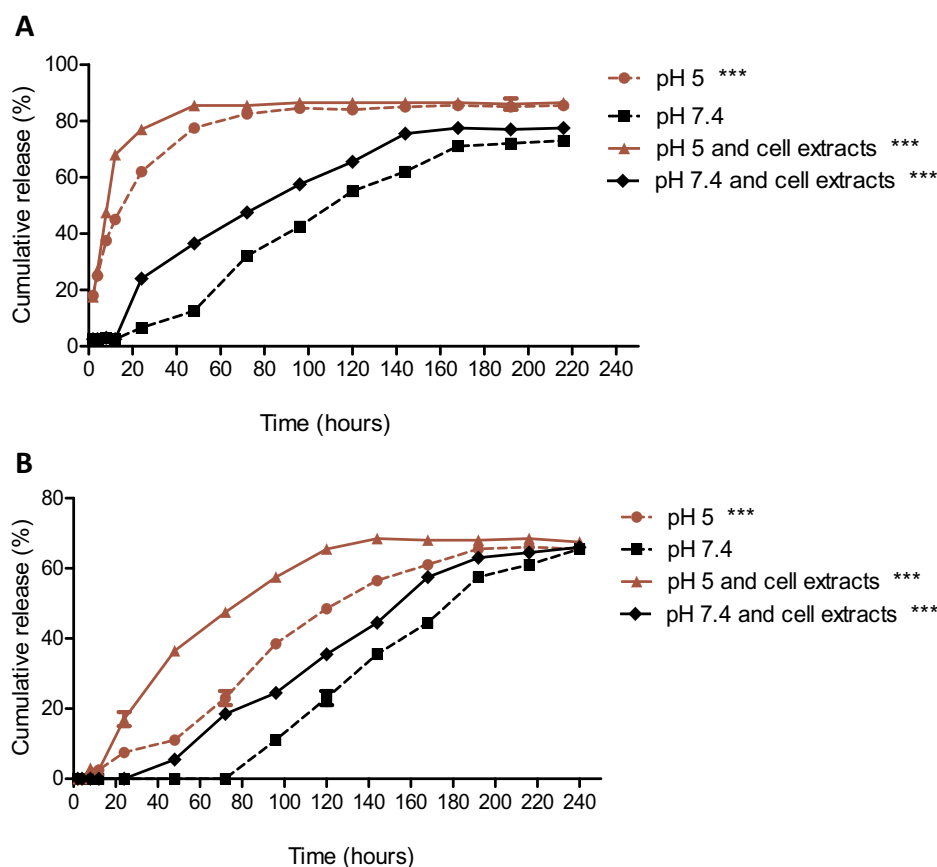 A
100
80
60
40
20
0
Cumulative release (%)
0 20 40 60 80 100 120 140 160 180 200 220 240
Time (hours)
pH 5 ***
pH 7.4
pH 5 and cell extracts ***
pH 7.4 and cell extracts ***
B
80
60
40
20
0
Cumulative release (%)
0 20 40 60 80 100 120 140 160 180 200 220 240
Time (hours)
pH 5 ***
pH 7.4
pH 5 and cell extracts ***
pH 7.4 and cell extracts ***